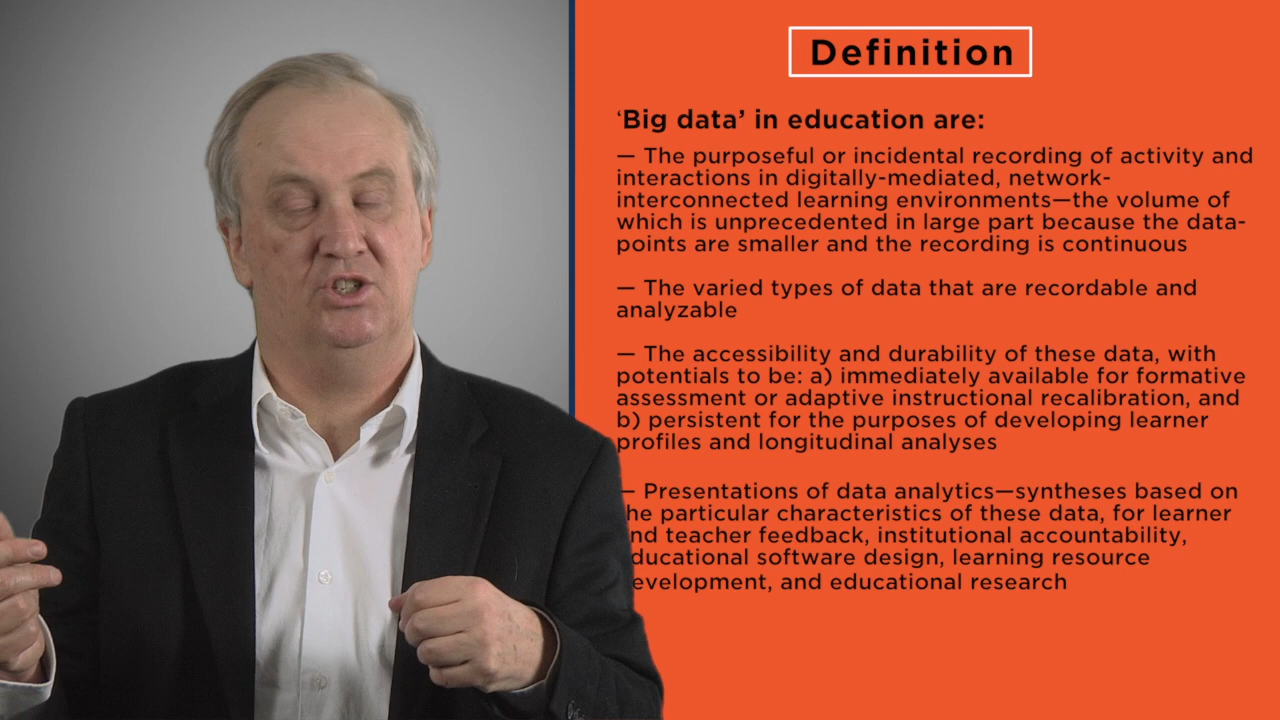 Definition
‘Big data’ in education are:
— The purposeful or incidental recording of activity and
interactions in digitally-mediated, network-
interconnected learning environments—the volume of
which is unprecedented in large part because the data-
points are smaller and the recording is continuous
— The varied types of data that are recordable and
analyzable
— The accessibility and durability of these data, with
potentials to be: a) immediately available for formative
assessment or adaptive instructional recalibration, and
b) persistent for the purposes of developing learner
profiles and longitudinal analyses
— Presentations of data analytics—syntheses based on
he particular characteristics of these data, for learner
nd teacher feedback, institutional accountability,
ducational software design, learning resource
evelopment, and educational research